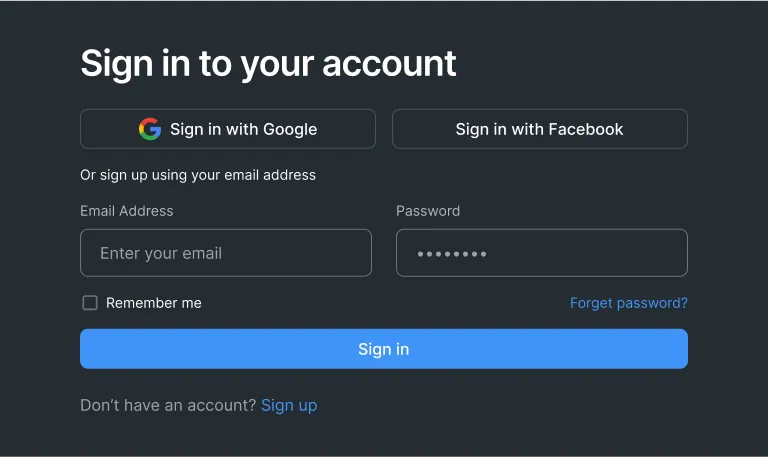 Sign in to your account
Sign in with Google
Sign in with Facebook
Or sign up using your email address
Email Address
Password
Enter your email
••••••••
Remember me
Forget password?
Sign in
Don’t have an account? Sign up